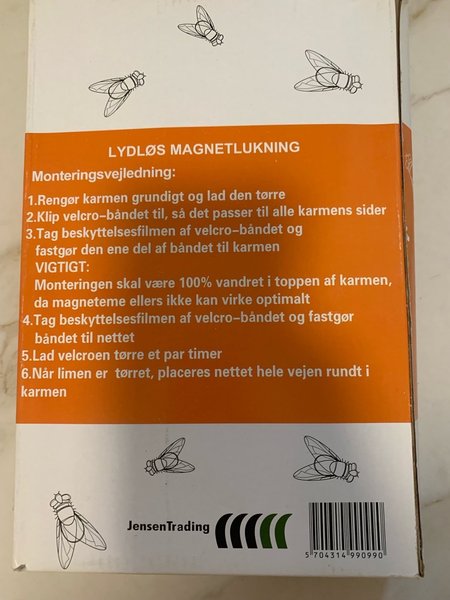 LYDLØS MAGNETLUKNING
Monteringsvejledning:
1.Rengør karmen grundigt og lad den tørre
2.Klip velcro-båndet til, så det passer til alle karmens sider
3.Tag beskyttelsesfilmen af velcro-båndet og
fastgør den ene del af båndet til karmen
VIGTIGT:
Monteringen skal være 100% vandret i toppen af karmen,
da magneterne ellers ikke kan virke optimalt
4.Tag beskyttelsesfilmen af velcro-båndet og fastgør
båndet til nettet
5.Lad velcroen tørre et par timer
6.Når limen er tørret, placeres nettet hele vejen rundt i
karmen
JensenTrading
5 704314 990990